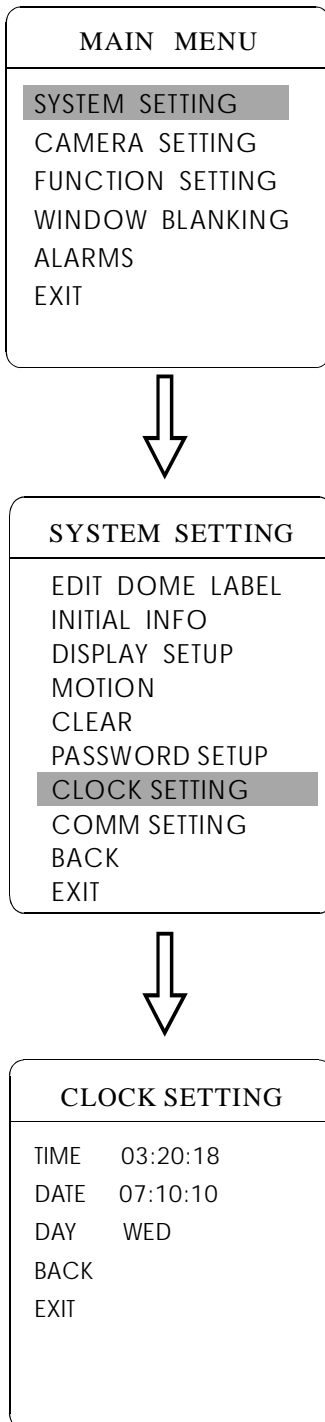 MAIN MENU
SYSTEM SETTING
CAMERA SETTING
FUNCTION SETTING
WINDOW BLANKING
ALARMS
EXIT
SYSTEM SETTING
EDIT DOME LABEL
INITIAL INFO
DISPLAY SETUP
MOTION
CLEAR
PASSWORD SETUP
CLOCK SETTING
COMM SETTING
BACK
EXIT
CLOCK SETTING
TIME 03:20:18
DATE 07:10:10
DAY WED
BACK
EXIT